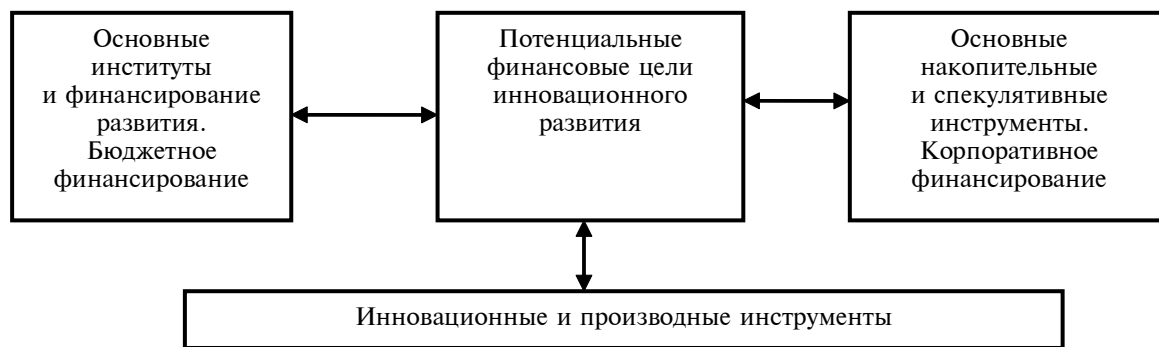 Основные
институты
и финансирование
развития.
Бюджетное
финансирование
Потенциальные
финансовые цели
инновационного
развития
Основные
накопительные
и спекулятивные
инструменты.
Корпоративное
финансирование
Инновационные и производные инструменты